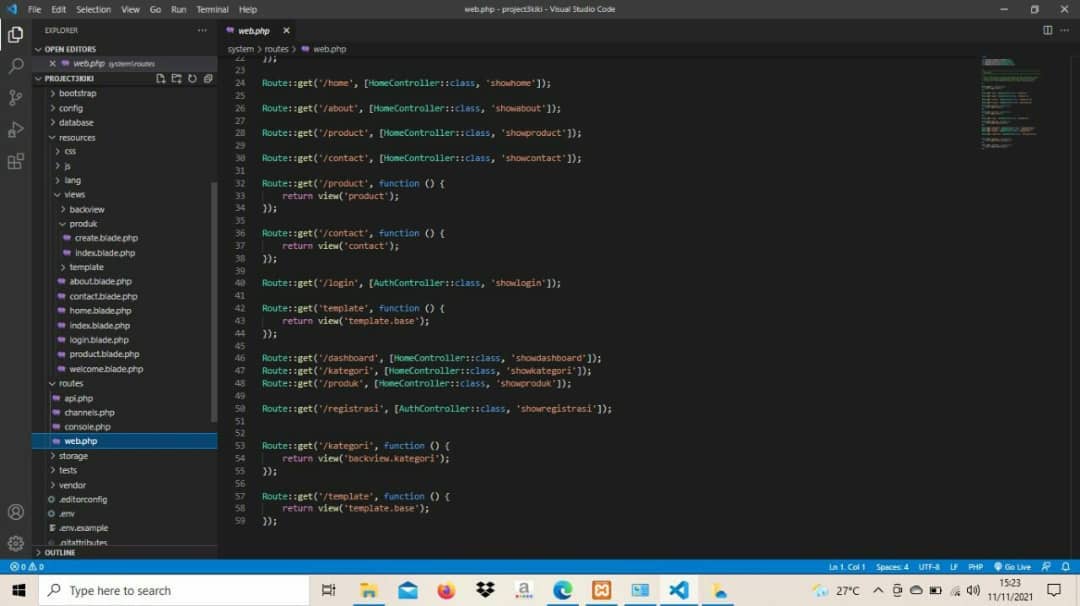 File Edit Selection View Go Run Terminal Help
web.php - project3kiki - Visual Studio Code
EXPLORER
OPEN EDITORS
web.php system\routes
PROJECT3KIKI
bootstrap
config
database
resources
css
js
lang
views
backview
produk
create.blade.php
index.blade.php
template
about.blade.php
contact.blade.php
home.blade.php
index.blade.php
login.blade.php
product.blade.php
welcome.blade.php
routes
api.php
channels.php
console.php
web.php
storage
tests
vendor
.editorconfig
.env
.env.example
.gitattributes
OUTLINE
web.php
system > routes > web.php
22 });
23
24 Route::get('/home', [HomeController::class, 'showhome']);
25
26 Route::get('/about', [HomeController::class, 'showabout']);
27
28 Route::get('/product', [HomeController::class, 'showproduct']);
29
30 Route::get('/contact', [HomeController::class, 'showcontact']);
31
32 Route::get('/product', function () {
33 return view('product');
34 });
35
36 Route::get('/contact', function () {
37 return view('contact');
38 });
39
40 Route::get('/login', [AuthController::class, 'showlogin']);
41
42 Route::get('template', function () {
43 return view('template.base');
44 });
45
46 Route::get('/dashboard', [HomeController::class, 'showdashboard']);
47 Route::get('/kategori', [HomeController::class, 'showkategori']);
48 Route::get('/produk', [HomeController::class, 'showproduk']);
49
50 Route::get('/registrasi', [AuthController::class, 'showregistrasi']);
51
52
53 Route::get('/kategori', function () {
54 return view('backview.kategori');
55 });
56
57 Route::get('/template', function () {
58 return view('template.base');
59 });
0 0
Ln 1, Col 1 Spaces: 4 UTF-8 LF PHP Go Live
Type here to search
27°C
15:23
11/11/2021